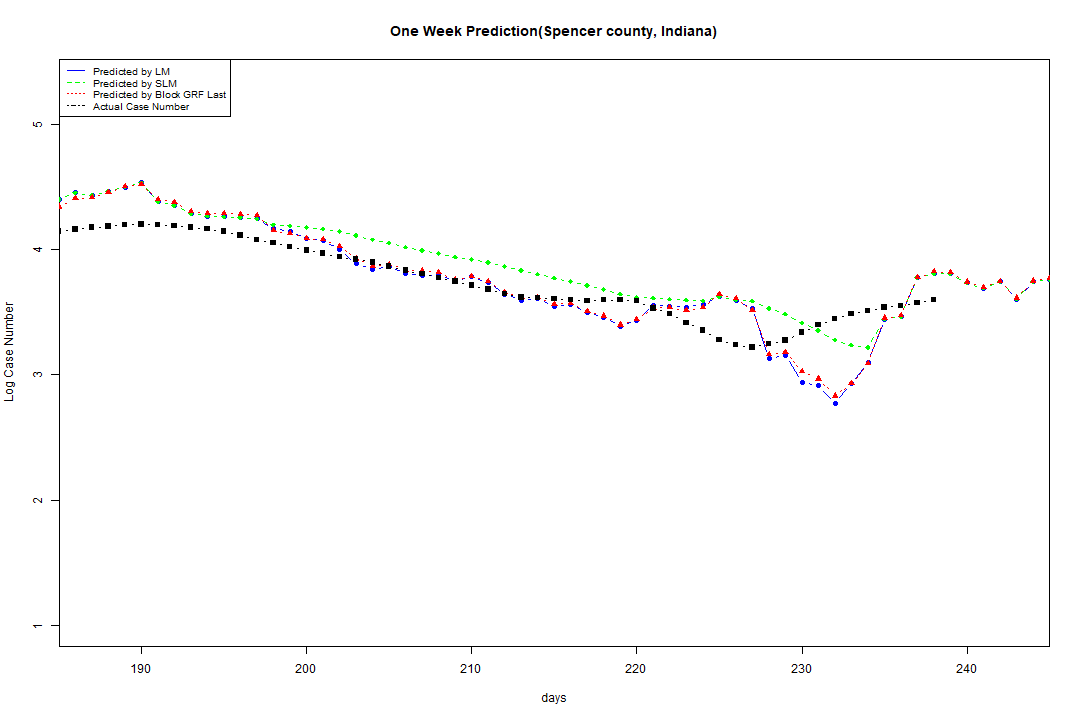 One Week Prediction(Spencer county, Indiana)
Predicted by LM
Predicted by SLM
Predicted by Block GRF Last
Actual Case Number
5
4
3
2
1
Log Case Number
190 200 210 220 230 240
days